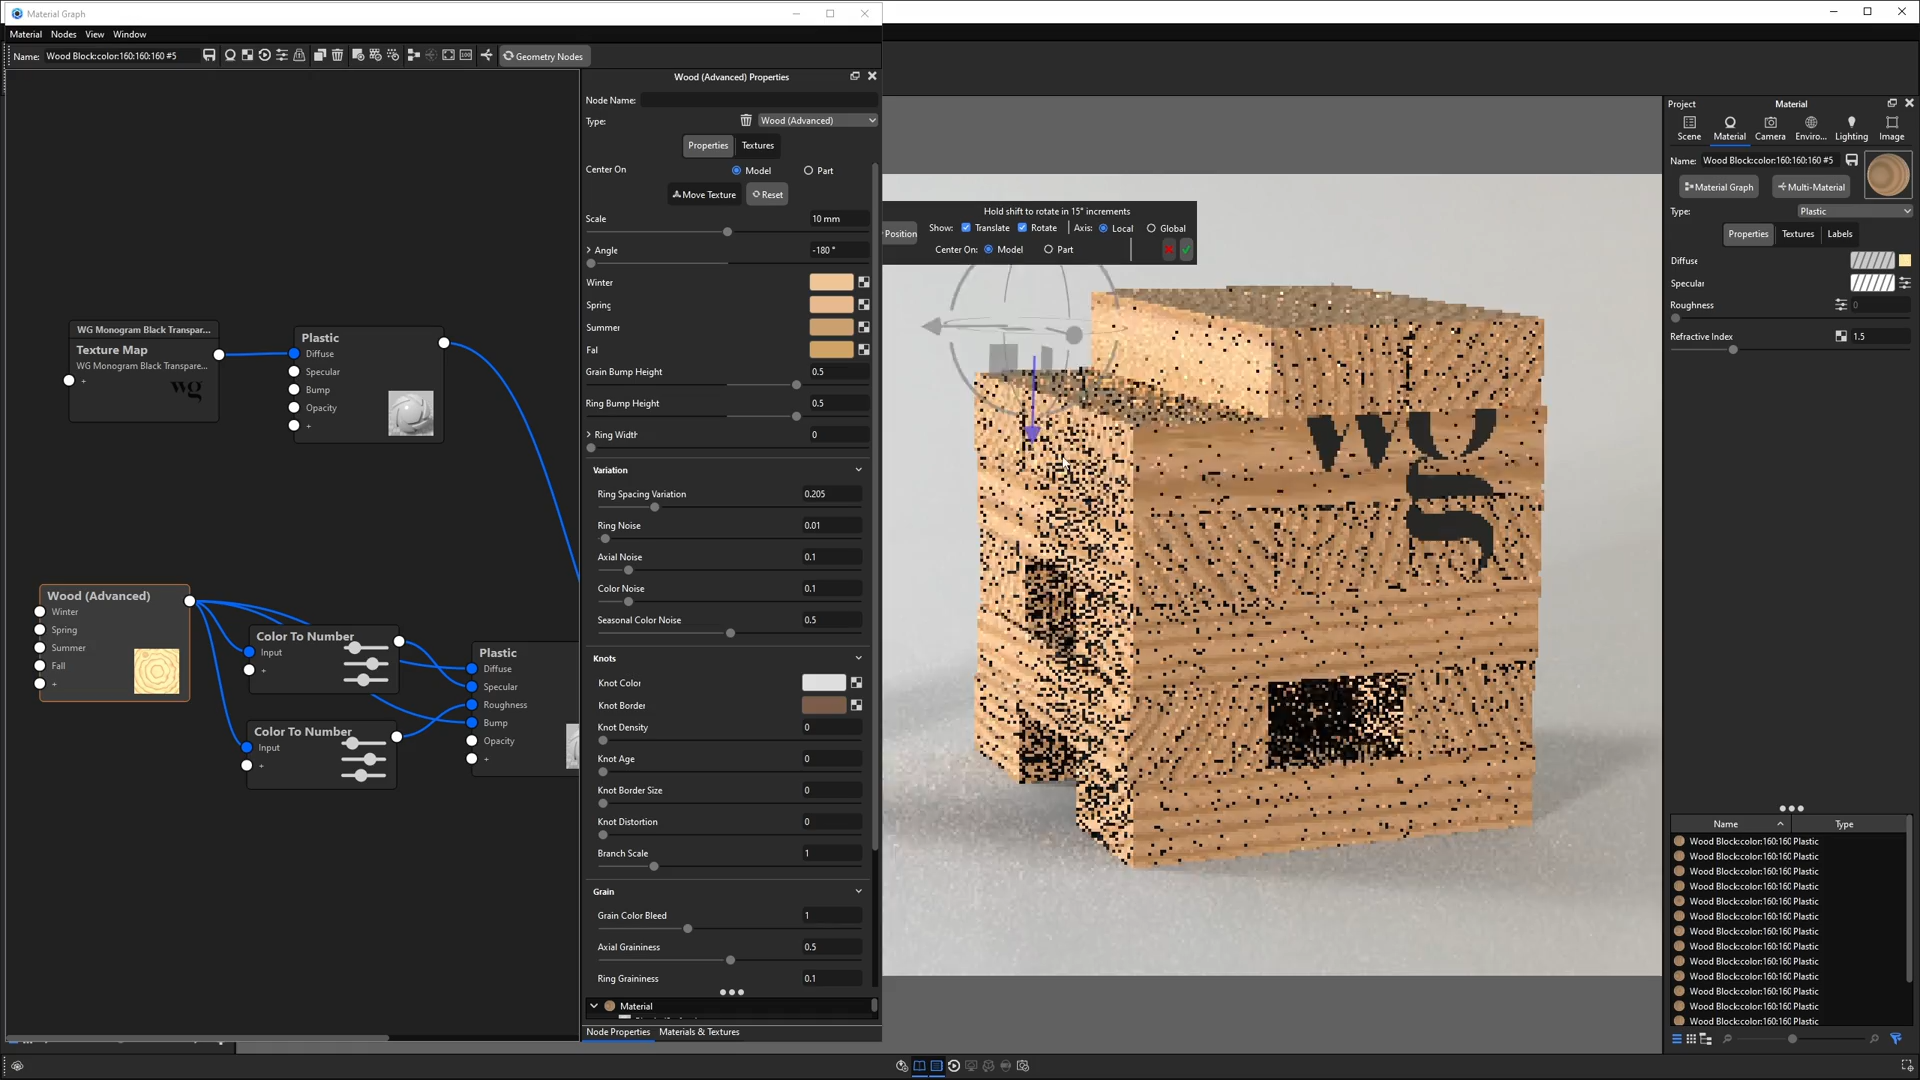 Material Graph
Material Nodes View Window
Name: Wood Block:color:160:160:160 #5
Geometry Nodes
WG Monogram Black Transpar...
Texture Map
WG Monogram Black Transpare...
+
wg
Plastic
Diffuse
Specular
Bump
Opacity
+
Wood (Advanced)
Winter
Spring
Summer
Fall
+
Color To Number
Input
+
Color To Number
Input
+
Plastic
Diffuse
Specular
Roughness
Bump
Opacity
+
Wood (Advanced) Properties
Node Name:
Type: Wood (Advanced)
Properties Textures
Center On Model Part
Move Texture Reset
Scale 10 mm
Angle -180 °
Winter
Spring
Summer
Fal
Grain Bump Height 0.5
Ring Bump Height 0.5
Ring Width 0
Variation
Ring Spacing Variation 0.205
Ring Noise 0.01
Axial Noise 0.1
Color Noise 0.1
Seasonal Color Noise 0.5
Knots
Knot Color
Knot Border
Knot Density 0
Knot Age 0
Knot Border Size 0
Knot Distortion 0
Branch Scale 1
Grain
Grain Color Bleed 1
Axial Graininess 0.5
Ring Graininess 0.1
Material
Node Properties Materials & Textures
Hold shift to rotate in 15° increments
Position Show: Translate Rotate Axis: Local Global
Center On: Model Part
wg
Project Material
Scene Material Camera Enviro... Lighting Image
Name: Wood Block:color:160:160:160 #5
Material Graph Multi-Material
Type: Plastic
Properties Textures Labels
Diffuse
Specular
Roughness 0
Refractive Index 1.5
Name Type
Wood Block:color:160:160 Plastic
Wood Block:color:160:160 Plastic
Wood Block:color:160:160 Plastic
Wood Block:color:160:160 Plastic
Wood Block:color:160:160 Plastic
Wood Block:color:160:160 Plastic
Wood Block:color:160:160 Plastic
Wood Block:color:160:160 Plastic
Wood Block:color:160:160 Plastic
Wood Block:color:160:160 Plastic
Wood Block:color:160:160 Plastic
Wood Block:color:160:160 Plastic
Wood Block:color:160:160 Plastic